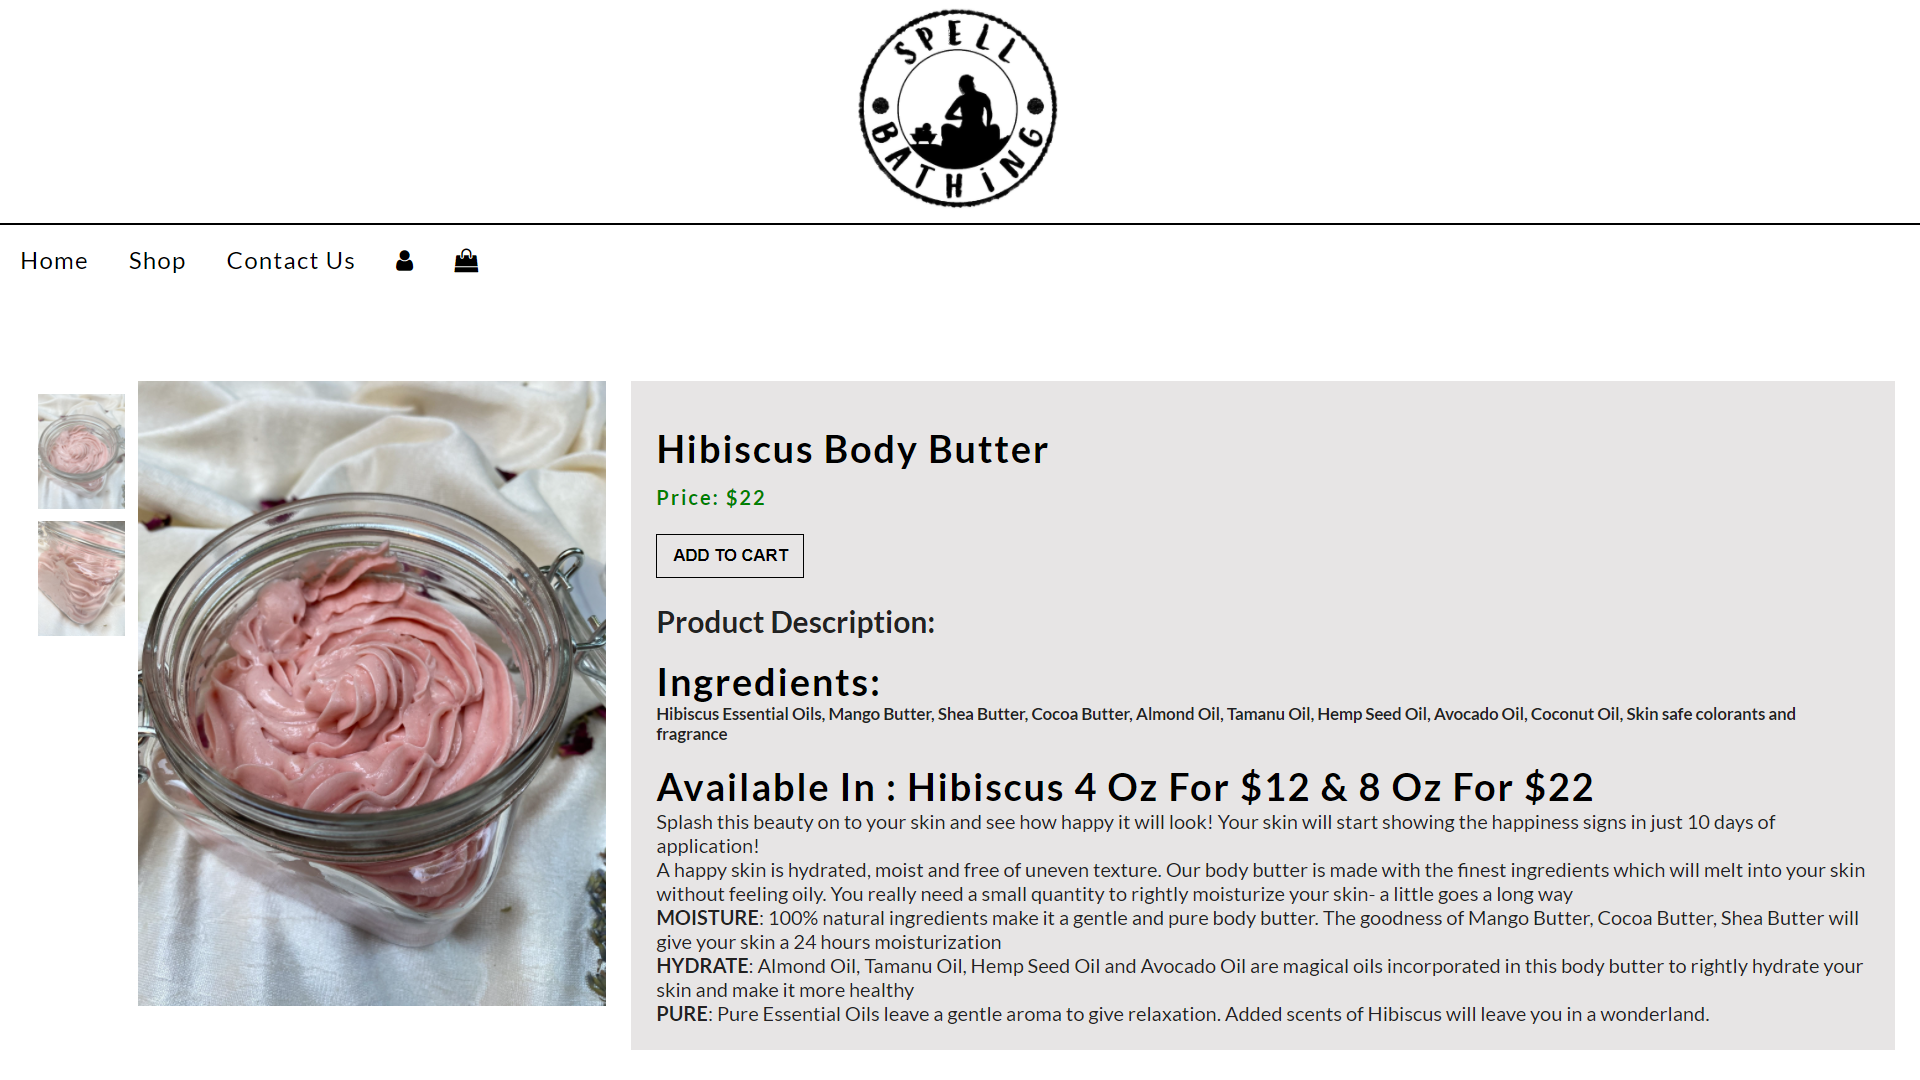 SPELL
BATHiNG
Home Shop Contact Us
Hibiscus Body Butter
Price: $22
ADD TO CART
Product Description:
Ingredients:
Hibiscus Essential Oils, Mango Butter, Shea Butter, Cocoa Butter, Almond Oil, Tamanu Oil, Hemp Seed Oil, Avocado Oil, Coconut Oil, Skin safe colorants and
fragrance
Available In : Hibiscus 4 Oz For $12 & 8 Oz For $22
Splash this beauty on to your skin and see how happy it will look! Your skin will start showing the happiness signs in just 10 days of
application!
A happy skin is hydrated, moist and free of uneven texture. Our body butter is made with the finest ingredients which will melt into your skin
without feeling oily. You really need a small quantity to rightly moisturize your skin- a little goes a long way
MOISTURE: 100% natural ingredients make it a gentle and pure body butter. The goodness of Mango Butter, Cocoa Butter, Shea Butter will
give your skin a 24 hours moisturization
HYDRATE: Almond Oil, Tamanu Oil, Hemp Seed Oil and Avocado Oil are magical oils incorporated in this body butter to rightly hydrate your
skin and make it more healthy
PURE: Pure Essential Oils leave a gentle aroma to give relaxation. Added scents of Hibiscus will leave you in a wonderland.